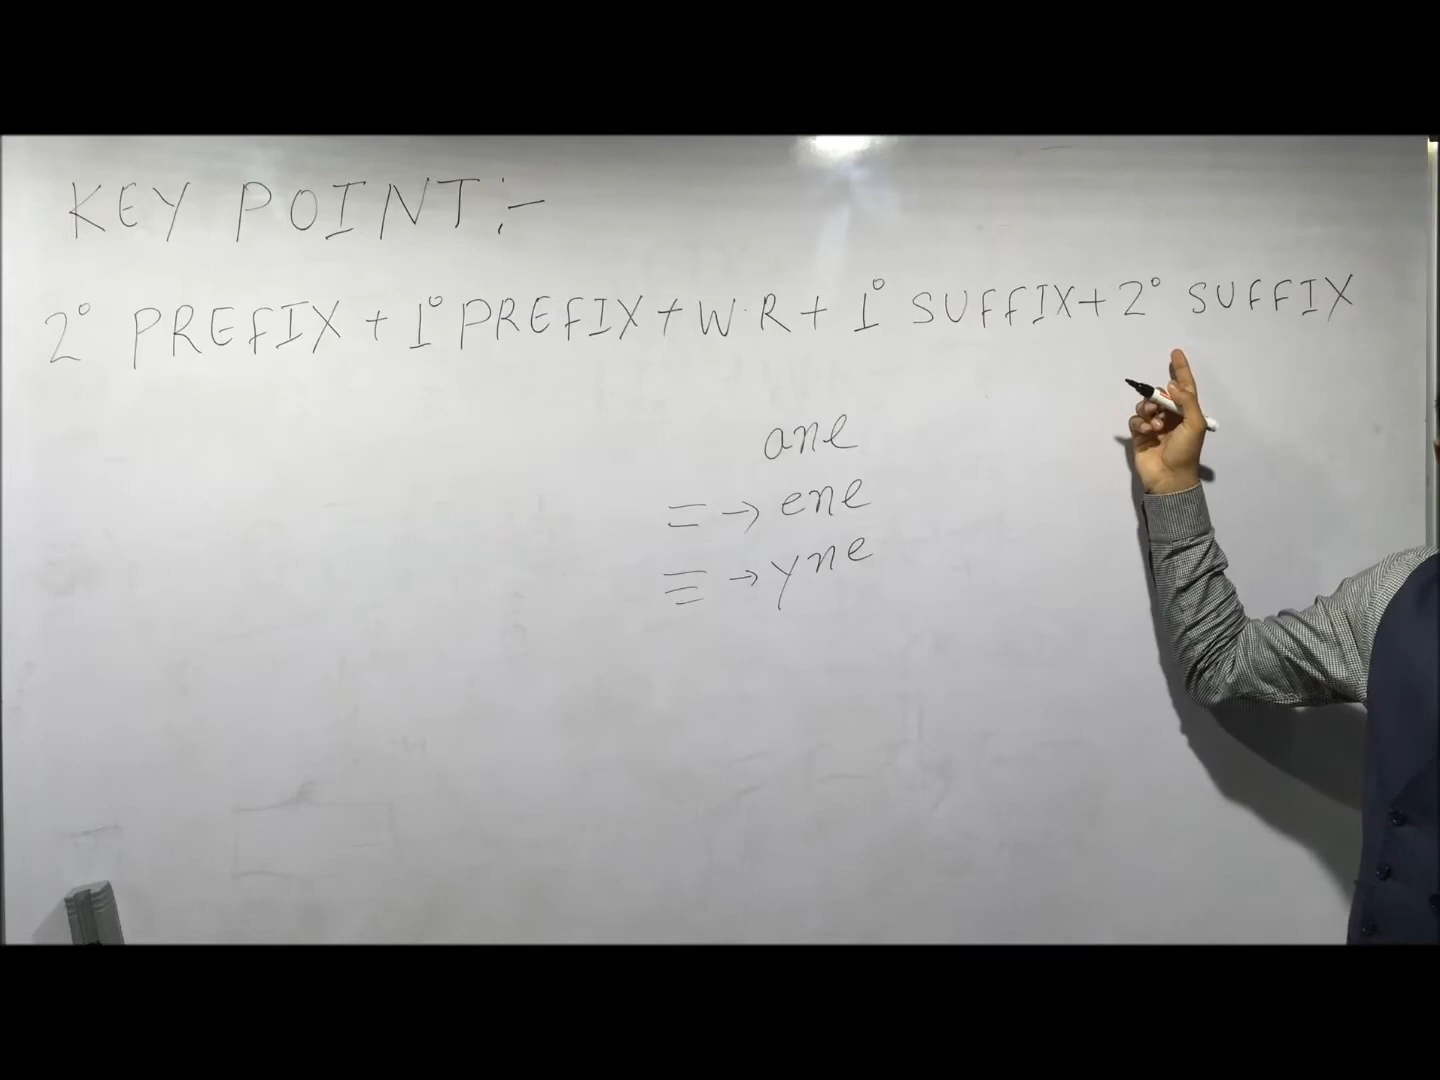 KEY POINT:-
2° PREFIX + 1° PREFIX + W.R + 1° SUFFIX + 2° SUFFIX
ane
= → ene
≡ → yne